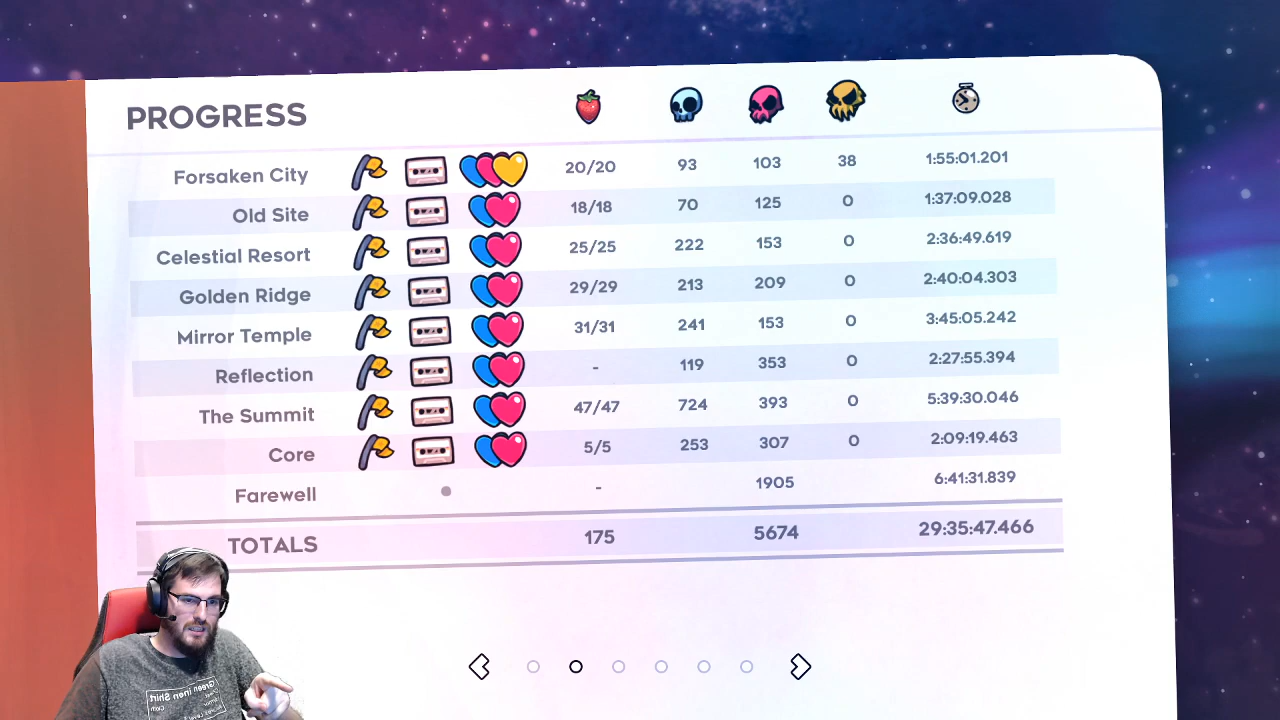 PROGRESS
Forsaken City 20/20 93 103 38 1:55:01.201
Old Site 18/18 70 125 0 1:37:09.028
Celestial Resort 25/25 222 153 0 2:36:49.619
Golden Ridge 29/29 213 209 0 2:40:04.303
Mirror Temple 31/31 241 153 0 3:45:05.242
Reflection - 119 353 0 2:27:55.394
The Summit 47/47 724 393 0 5:39:30.046
Core 5/5 253 307 0 2:09:19.463
Farewell - 1905 6:41:31.839
TOTALS 175 5674 29:35:47.466
Green Inen Shirt